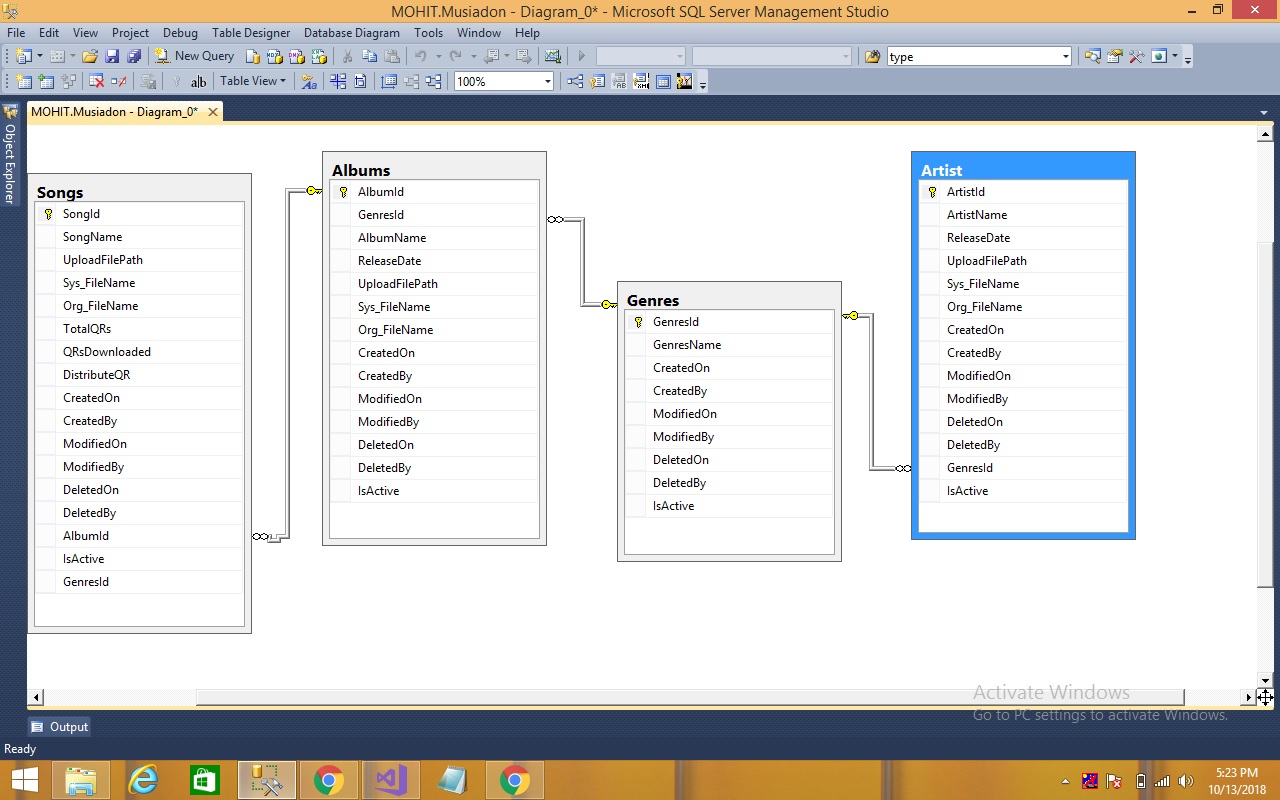 MOHIT.Musiadon - Diagram_0* - Microsoft SQL Server Management Studio
File Edit View Project Debug Table Designer Database Diagram Tools Window Help
New Query
type
Table View
100%
MOHIT.Musiadon - Diagram_0*
Object Explorer
Songs
SongId
SongName
UploadFilePath
Sys_FileName
Org_FileName
TotalQRs
QRsDownloaded
DistributeQR
CreatedOn
CreatedBy
ModifiedOn
ModifiedBy
DeletedOn
DeletedBy
AlbumId
IsActive
GenresId
Albums
AlbumId
GenresId
AlbumName
ReleaseDate
UploadFilePath
Sys_FileName
Org_FileName
CreatedOn
CreatedBy
ModifiedOn
ModifiedBy
DeletedOn
DeletedBy
IsActive
Genres
GenresId
GenresName
CreatedOn
CreatedBy
ModifiedOn
ModifiedBy
DeletedOn
DeletedBy
IsActive
Artist
ArtistId
ArtistName
ReleaseDate
UploadFilePath
Sys_FileName
Org_FileName
CreatedOn
CreatedBy
ModifiedOn
ModifiedBy
DeletedOn
DeletedBy
GenresId
IsActive
Activate Windows
Go to PC settings to activate Windows.
Output
Ready
5:23 PM
10/13/2018